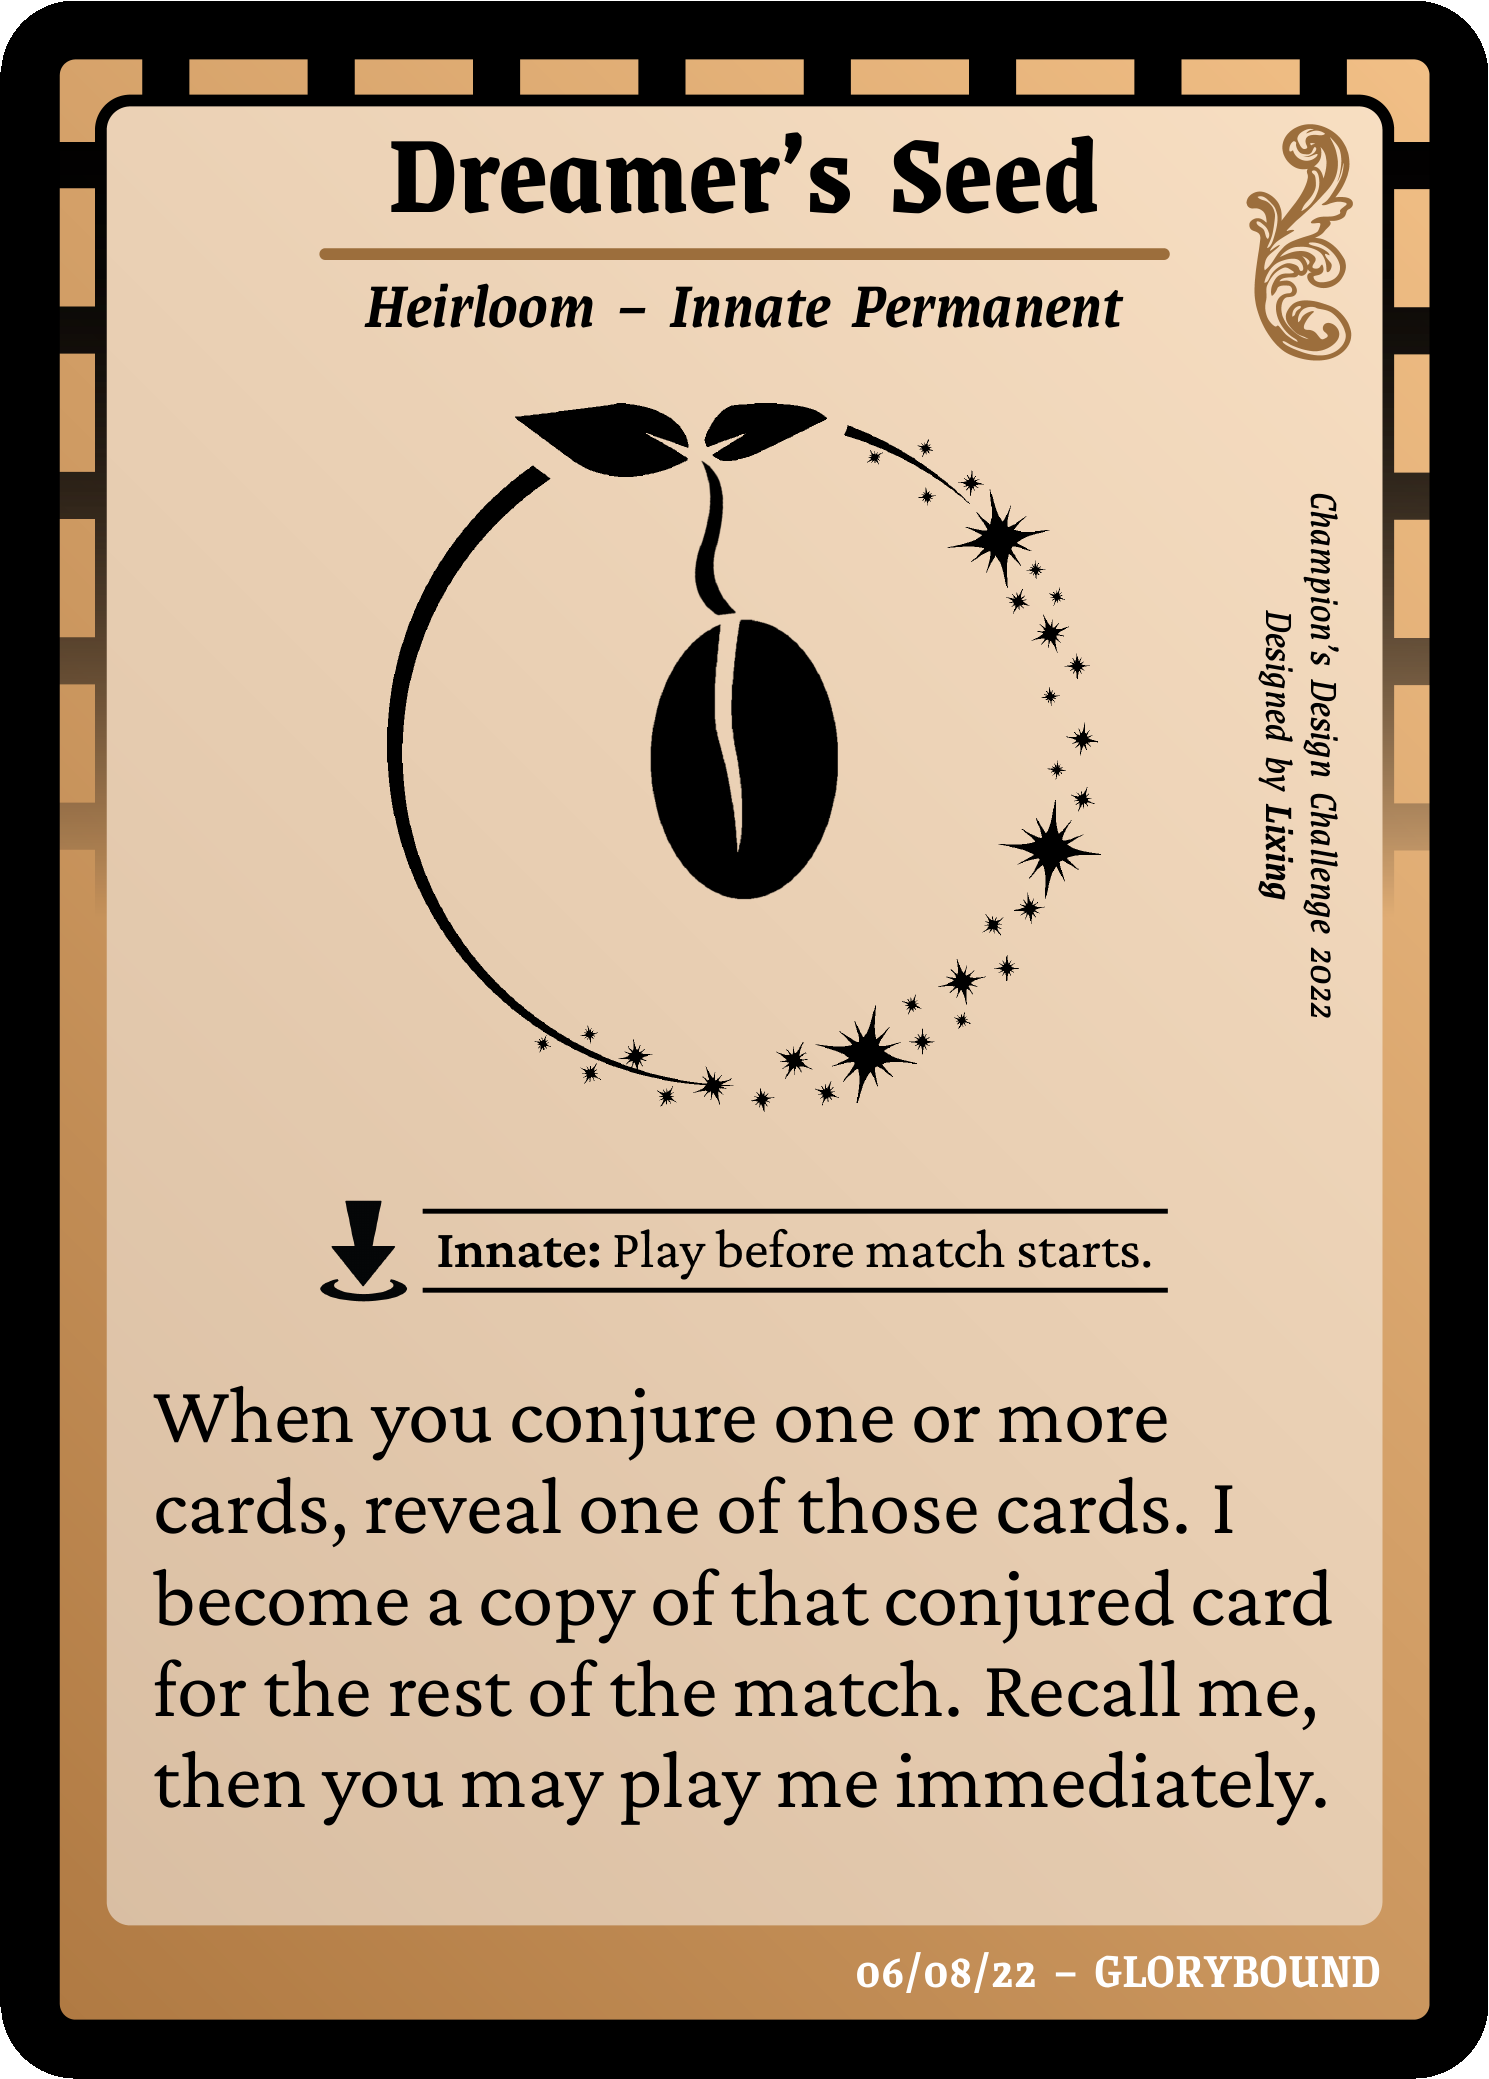 Dreamer’s Seed
Heirloom – Innate Permanent
Champion’s Design Challenge 2022
Designed by Lixing
Innate: Play before match starts.
When you conjure one or more
cards, reveal one of those cards. I
become a copy of that conjured card
for the rest of the match. Recall me,
then you may play me immediately.
06/08/22 – GLORYBOUND